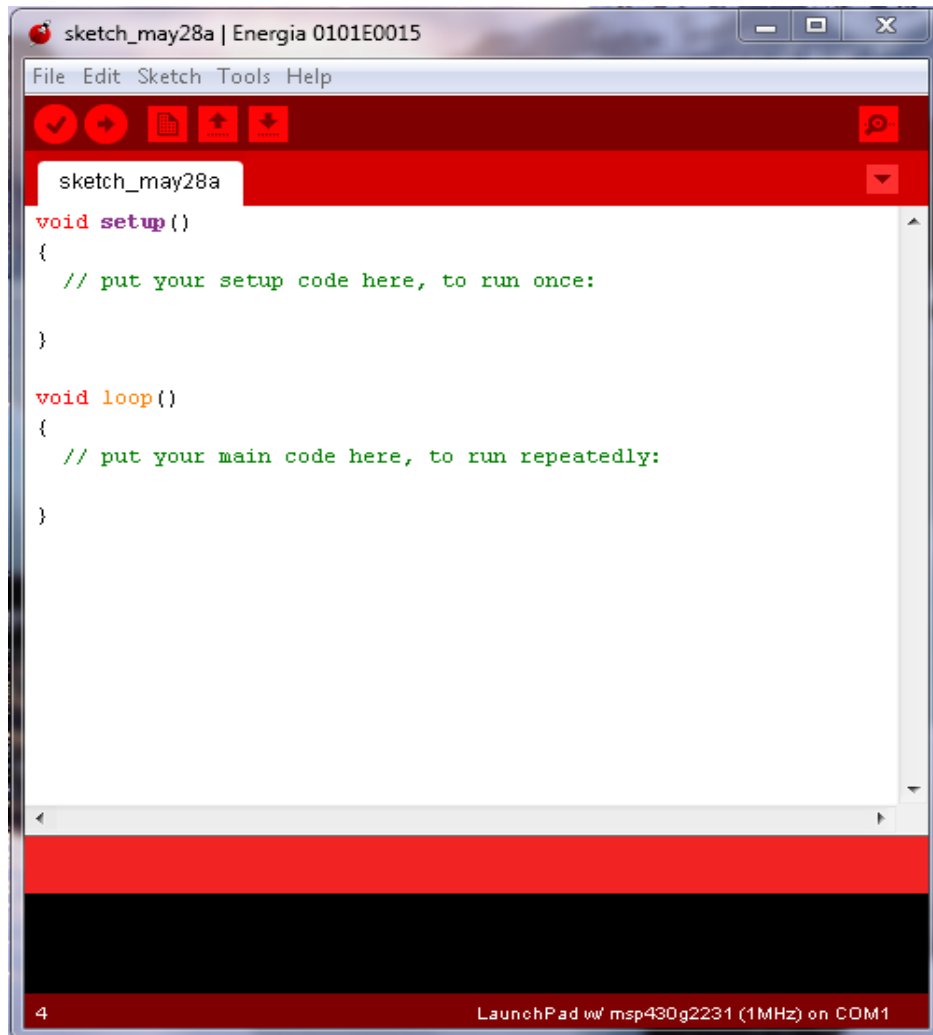 sketch_may28a | Energia 0101E0015
File Edit Sketch Tools Help
sketch_may28a
void setup()
{
  // put your setup code here, to run once:
}
void loop()
{
  // put your main code here, to run repeatedly:
}
4 LaunchPad w/ msp430g2231 (1MHz) on COM1